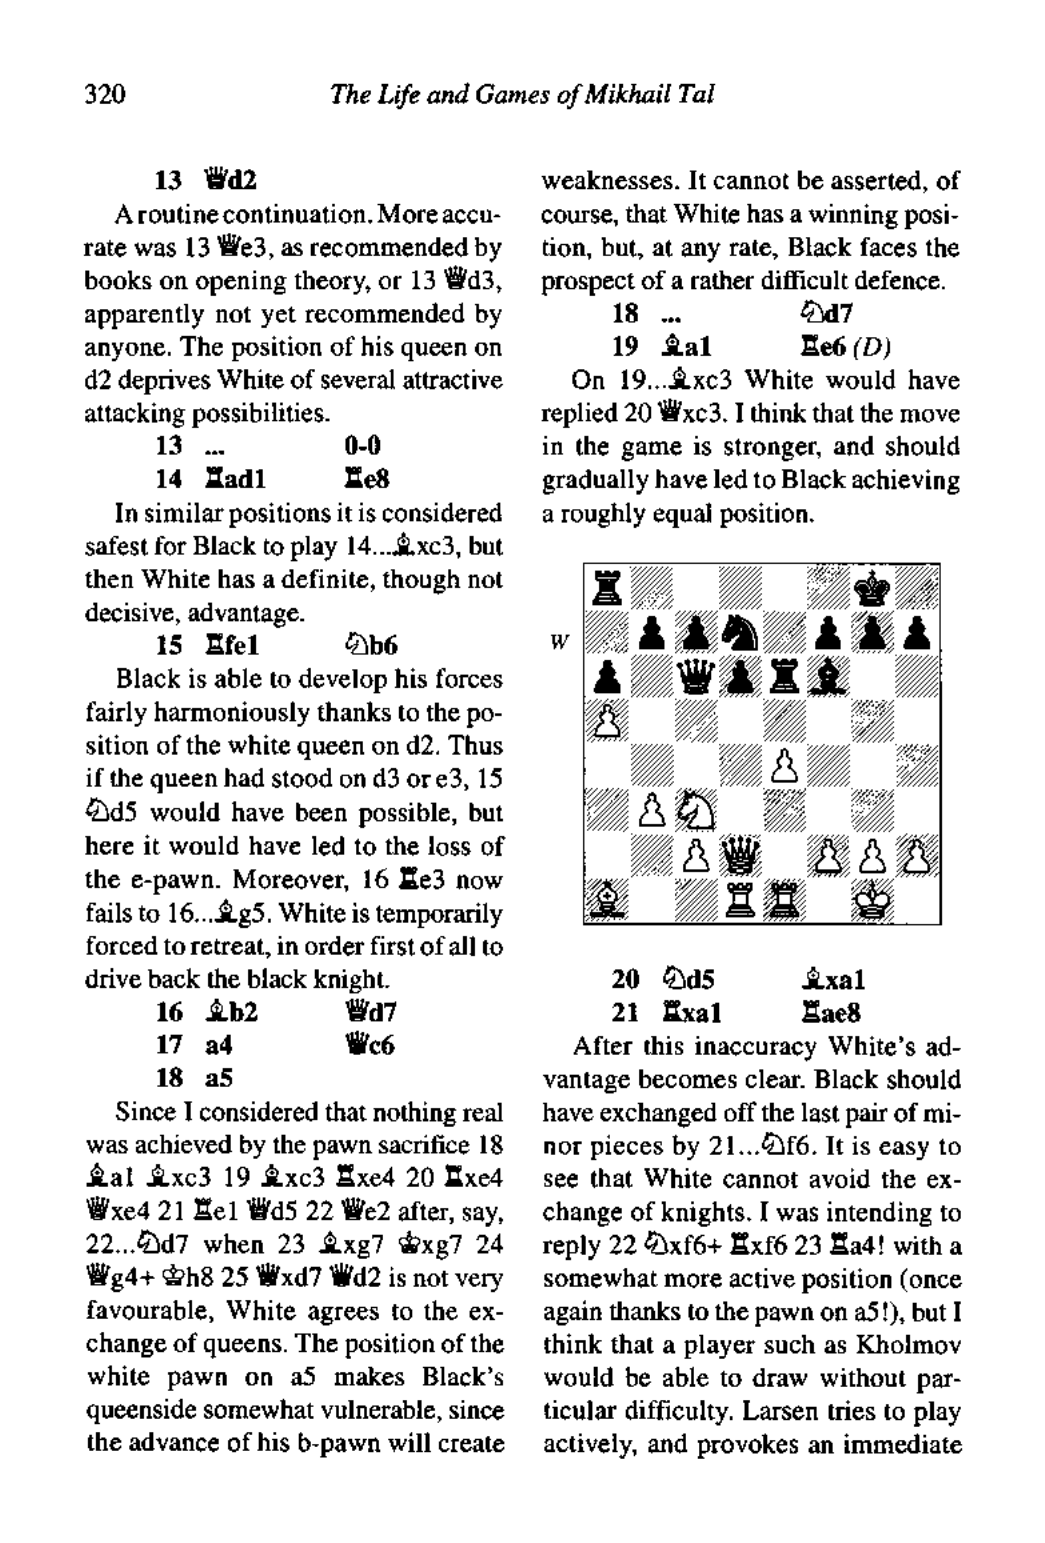 320 The Life and Games of Mikhail Tal
13 ♕d2
A routine continuation. More accu-
rate was 13 ♕e3, as recommended by
books on opening theory, or 13 ♕d3,
apparently not yet recommended by
anyone. The position of his queen on
d2 deprives White of several attractive
attacking possibilities.
13 ... 0-0
14 ♖ad1 ♖e8
In similar positions it is considered
safest for Black to play 14...♗xc3, but
then White has a definite, though not
decisive, advantage.
15 ♖fe1 ♘b6
Black is able to develop his forces
fairly harmoniously thanks to the po-
sition of the white queen on d2. Thus
if the queen had stood on d3 or e3, 15
♘d5 would have been possible, but
here it would have led to the loss of
the e-pawn. Moreover, 16 ♖e3 now
fails to 16...♗g5. White is temporarily
forced to retreat, in order first of all to
drive back the black knight.
16 ♗b2 ♕d7
17 a4 ♕c6
18 a5
Since I considered that nothing real
was achieved by the pawn sacrifice 18
♗a1 ♗xc3 19 ♗xc3 ♖xe4 20 ♖xe4
♕xe4 21 ♖e1 ♕d5 22 ♕e2 after, say,
22...♘d7 when 23 ♗xg7 ♔xg7 24
♕g4+ ♔h8 25 ♕xd7 ♕d2 is not very
favourable, White agrees to the ex-
change of queens. The position of the
white pawn on a5 makes Black's
queenside somewhat vulnerable, since
the advance of his b-pawn will create
weaknesses. It cannot be asserted, of
course, that White has a winning posi-
tion, but, at any rate, Black faces the
prospect of a rather difficult defence.
18 ... ♘d7
19 ♗a1 ♖e6 (D)
On 19...♗xc3 White would have
replied 20 ♕xc3. I think that the move
in the game is stronger, and should
gradually have led to Black achieving
a roughly equal position.
W
20 ♘d5 ♗xa1
21 ♖xa1 ♖ae8
After this inaccuracy White's ad-
vantage becomes clear. Black should
have exchanged off the last pair of mi-
nor pieces by 21...♘f6. It is easy to
see that White cannot avoid the ex-
change of knights. I was intending to
reply 22 ♘xf6+ ♖xf6 23 ♖a4! with a
somewhat more active position (once
again thanks to the pawn on a5!), but I
think that a player such as Kholmov
would be able to draw without par-
ticular difficulty. Larsen tries to play
actively, and provokes an immediate